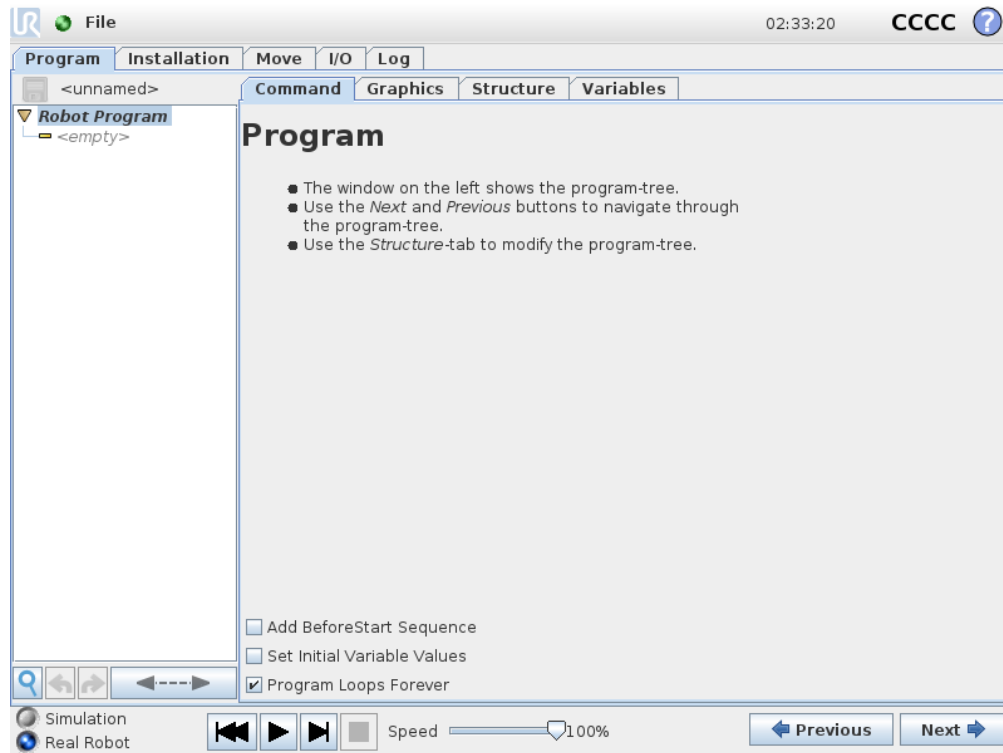 UR File 02:33:20 CCCC ?
Program Installation Move I/O Log
<unnamed> Command Graphics Structure Variables
Robot Program
<empty>
Program
The window on the left shows the program-tree.
Use the Next and Previous buttons to navigate through
the program-tree.
Use the Structure-tab to modify the program-tree.
Add BeforeStart Sequence
Set Initial Variable Values
Program Loops Forever
Simulation
Real Robot
Speed 100% Previous Next